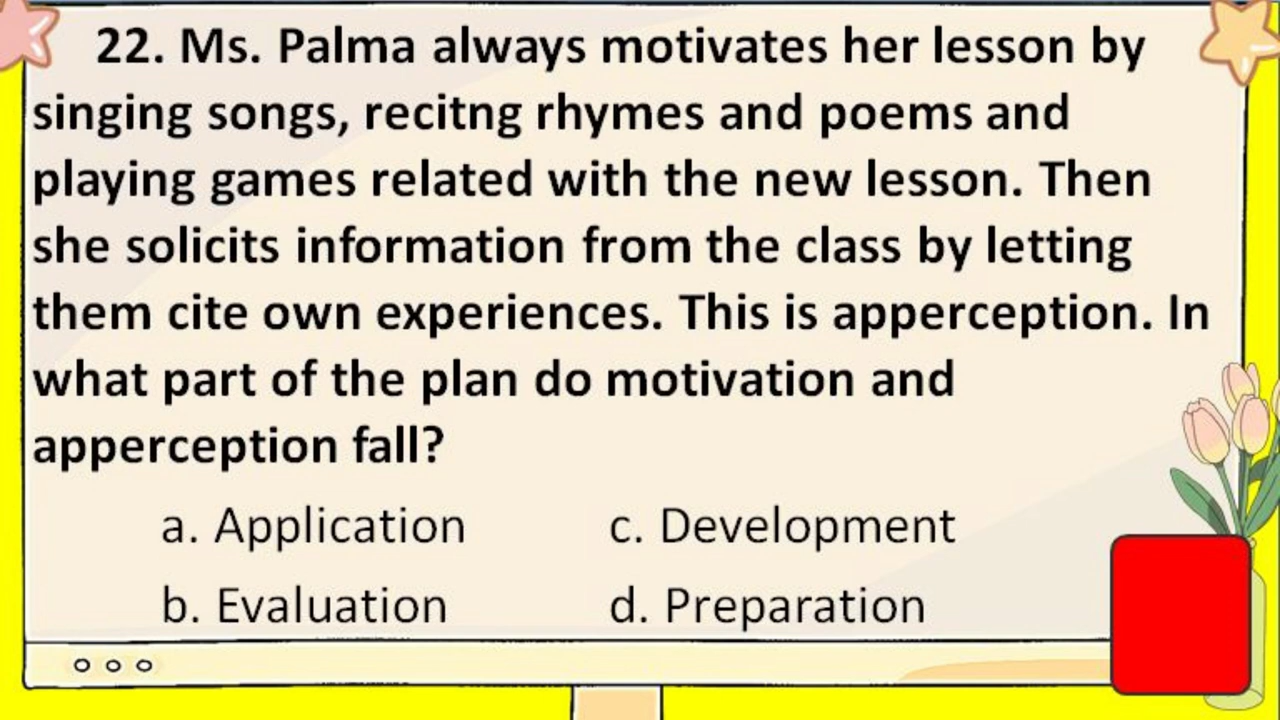 22. Ms. Palma always motivates her lesson by
singing songs, recitng rhymes and poems and
playing games related with the new lesson. Then
she solicits information from the class by letting
them cite own experiences. This is apperception. In
what part of the plan do motivation and
apperception fall?
a. Application c. Development
b. Evaluation d. Preparation